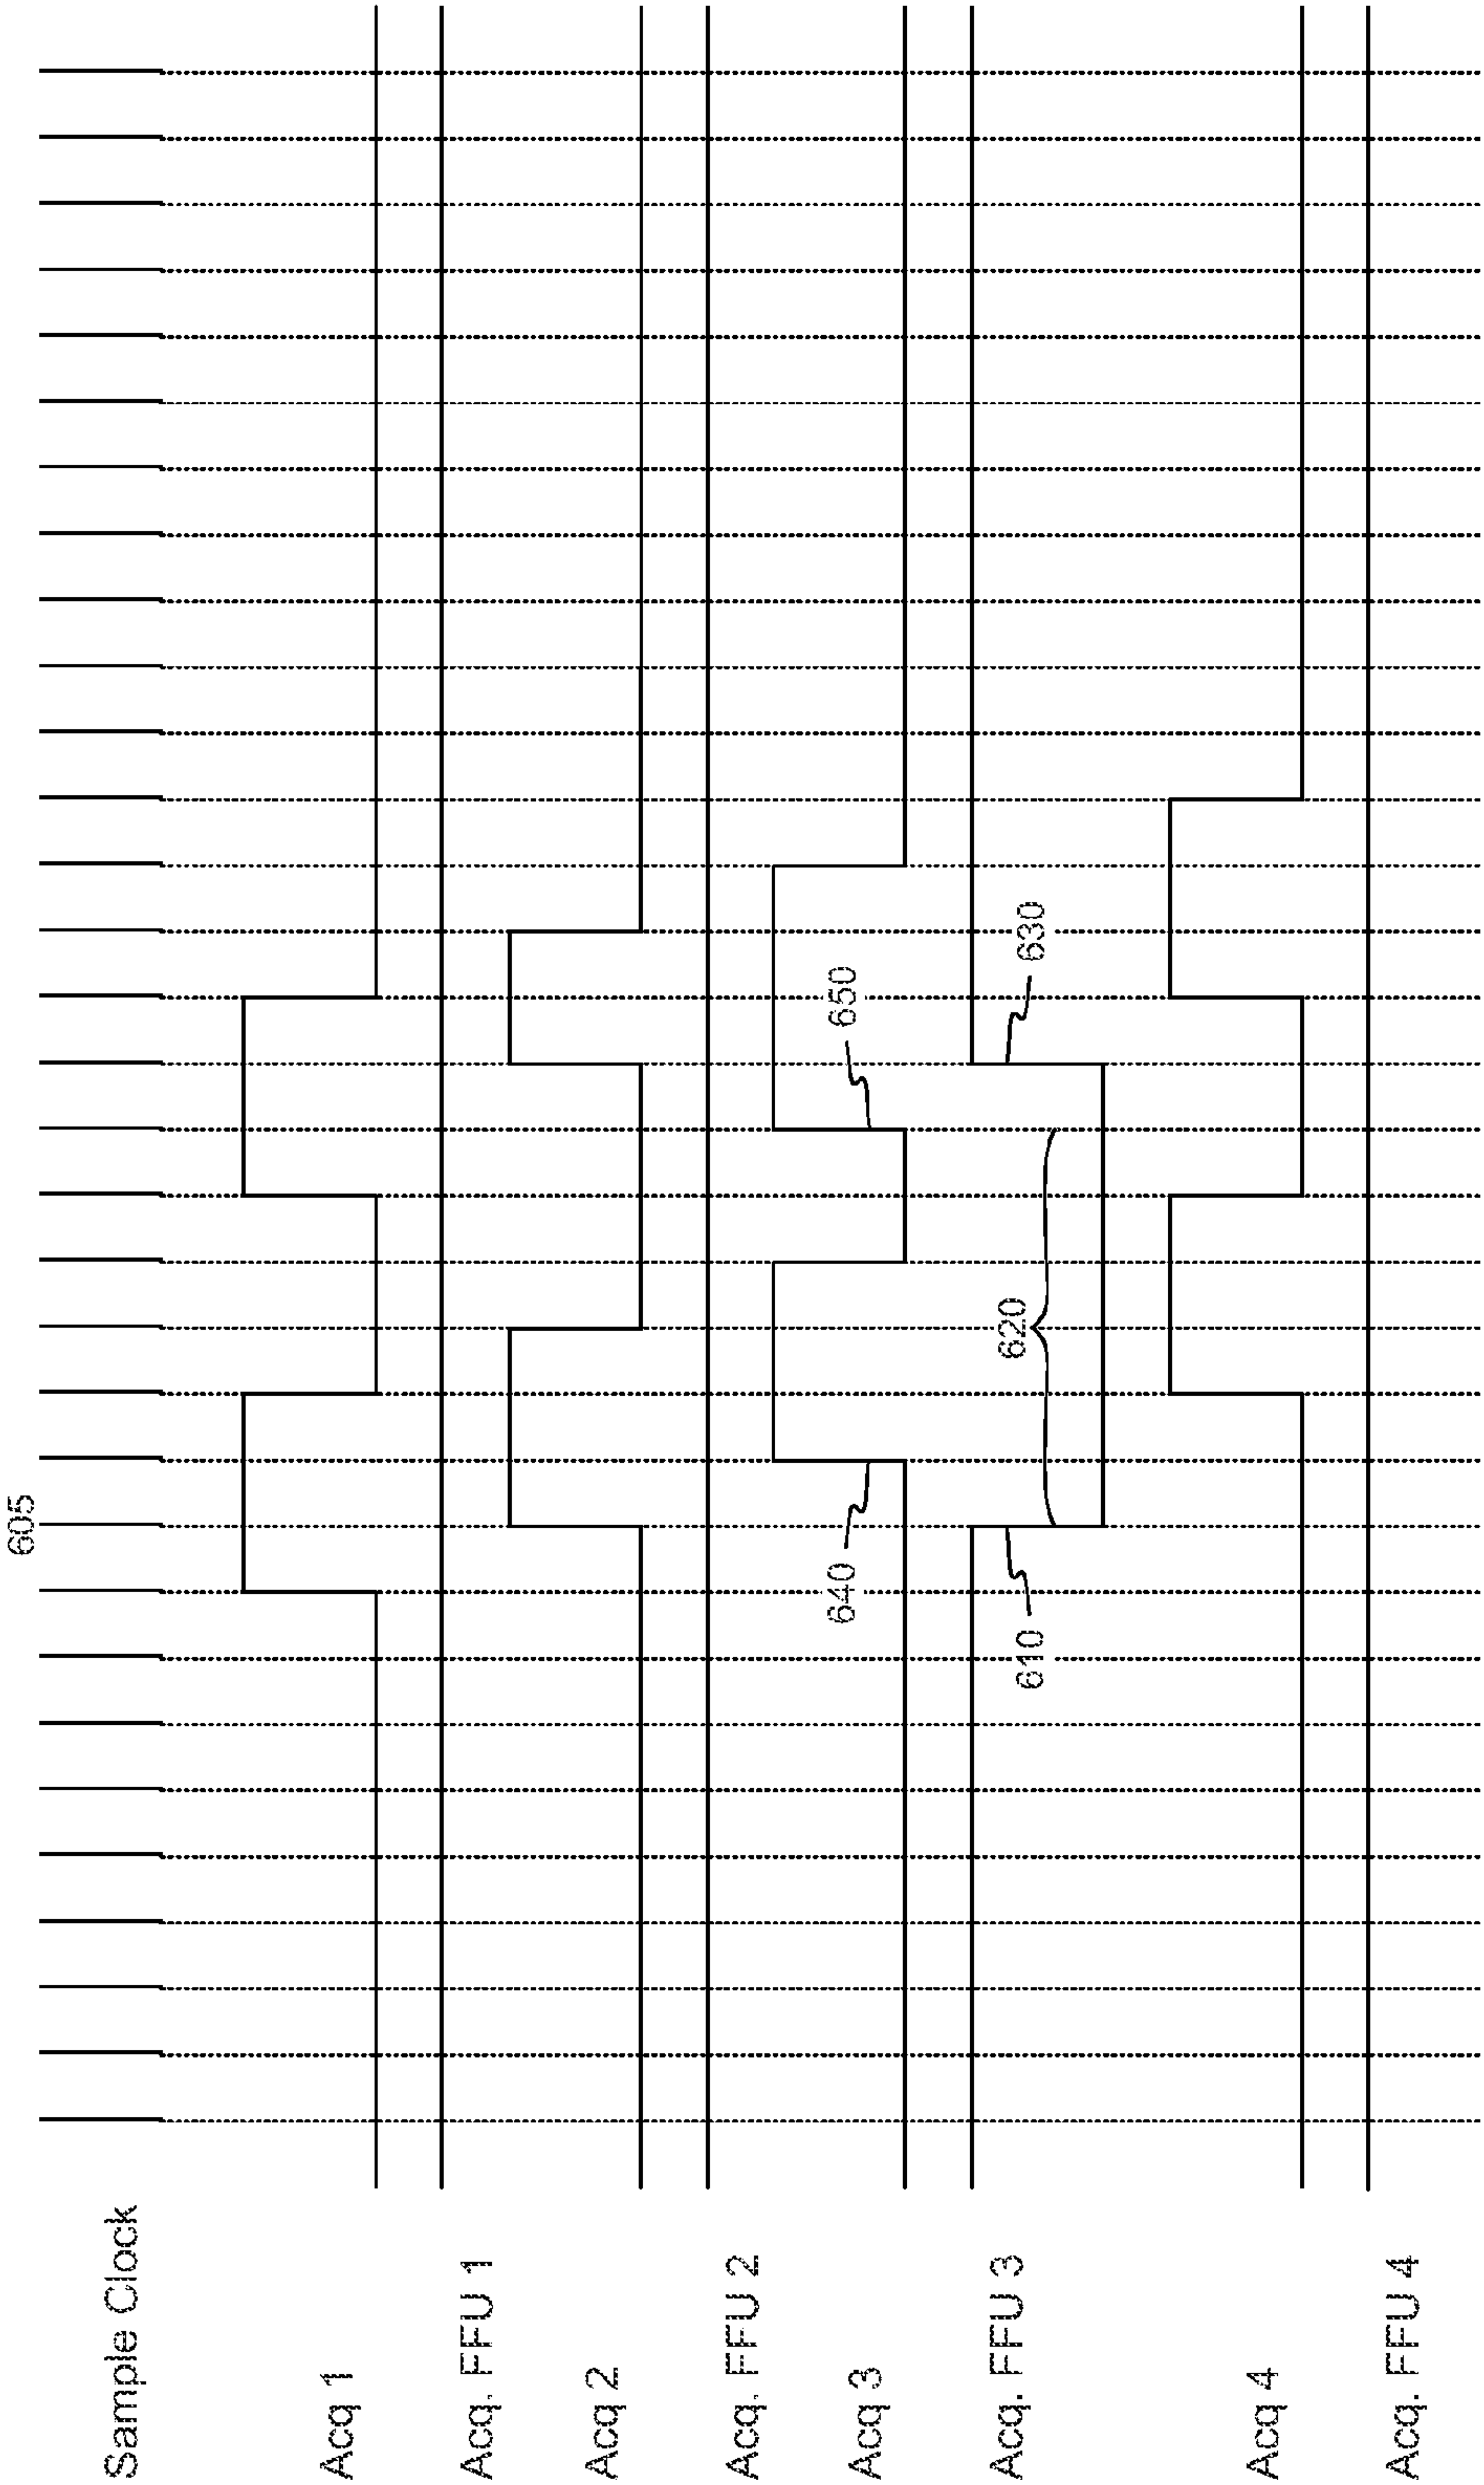 605
Sample Clock
Acq 1
Acq. FFU 1
Acq 2
Acq. FFU 2
640
650
Acq 3
610
620
630
Acq. FFU 3
Acq 4
Acq. FFU 4